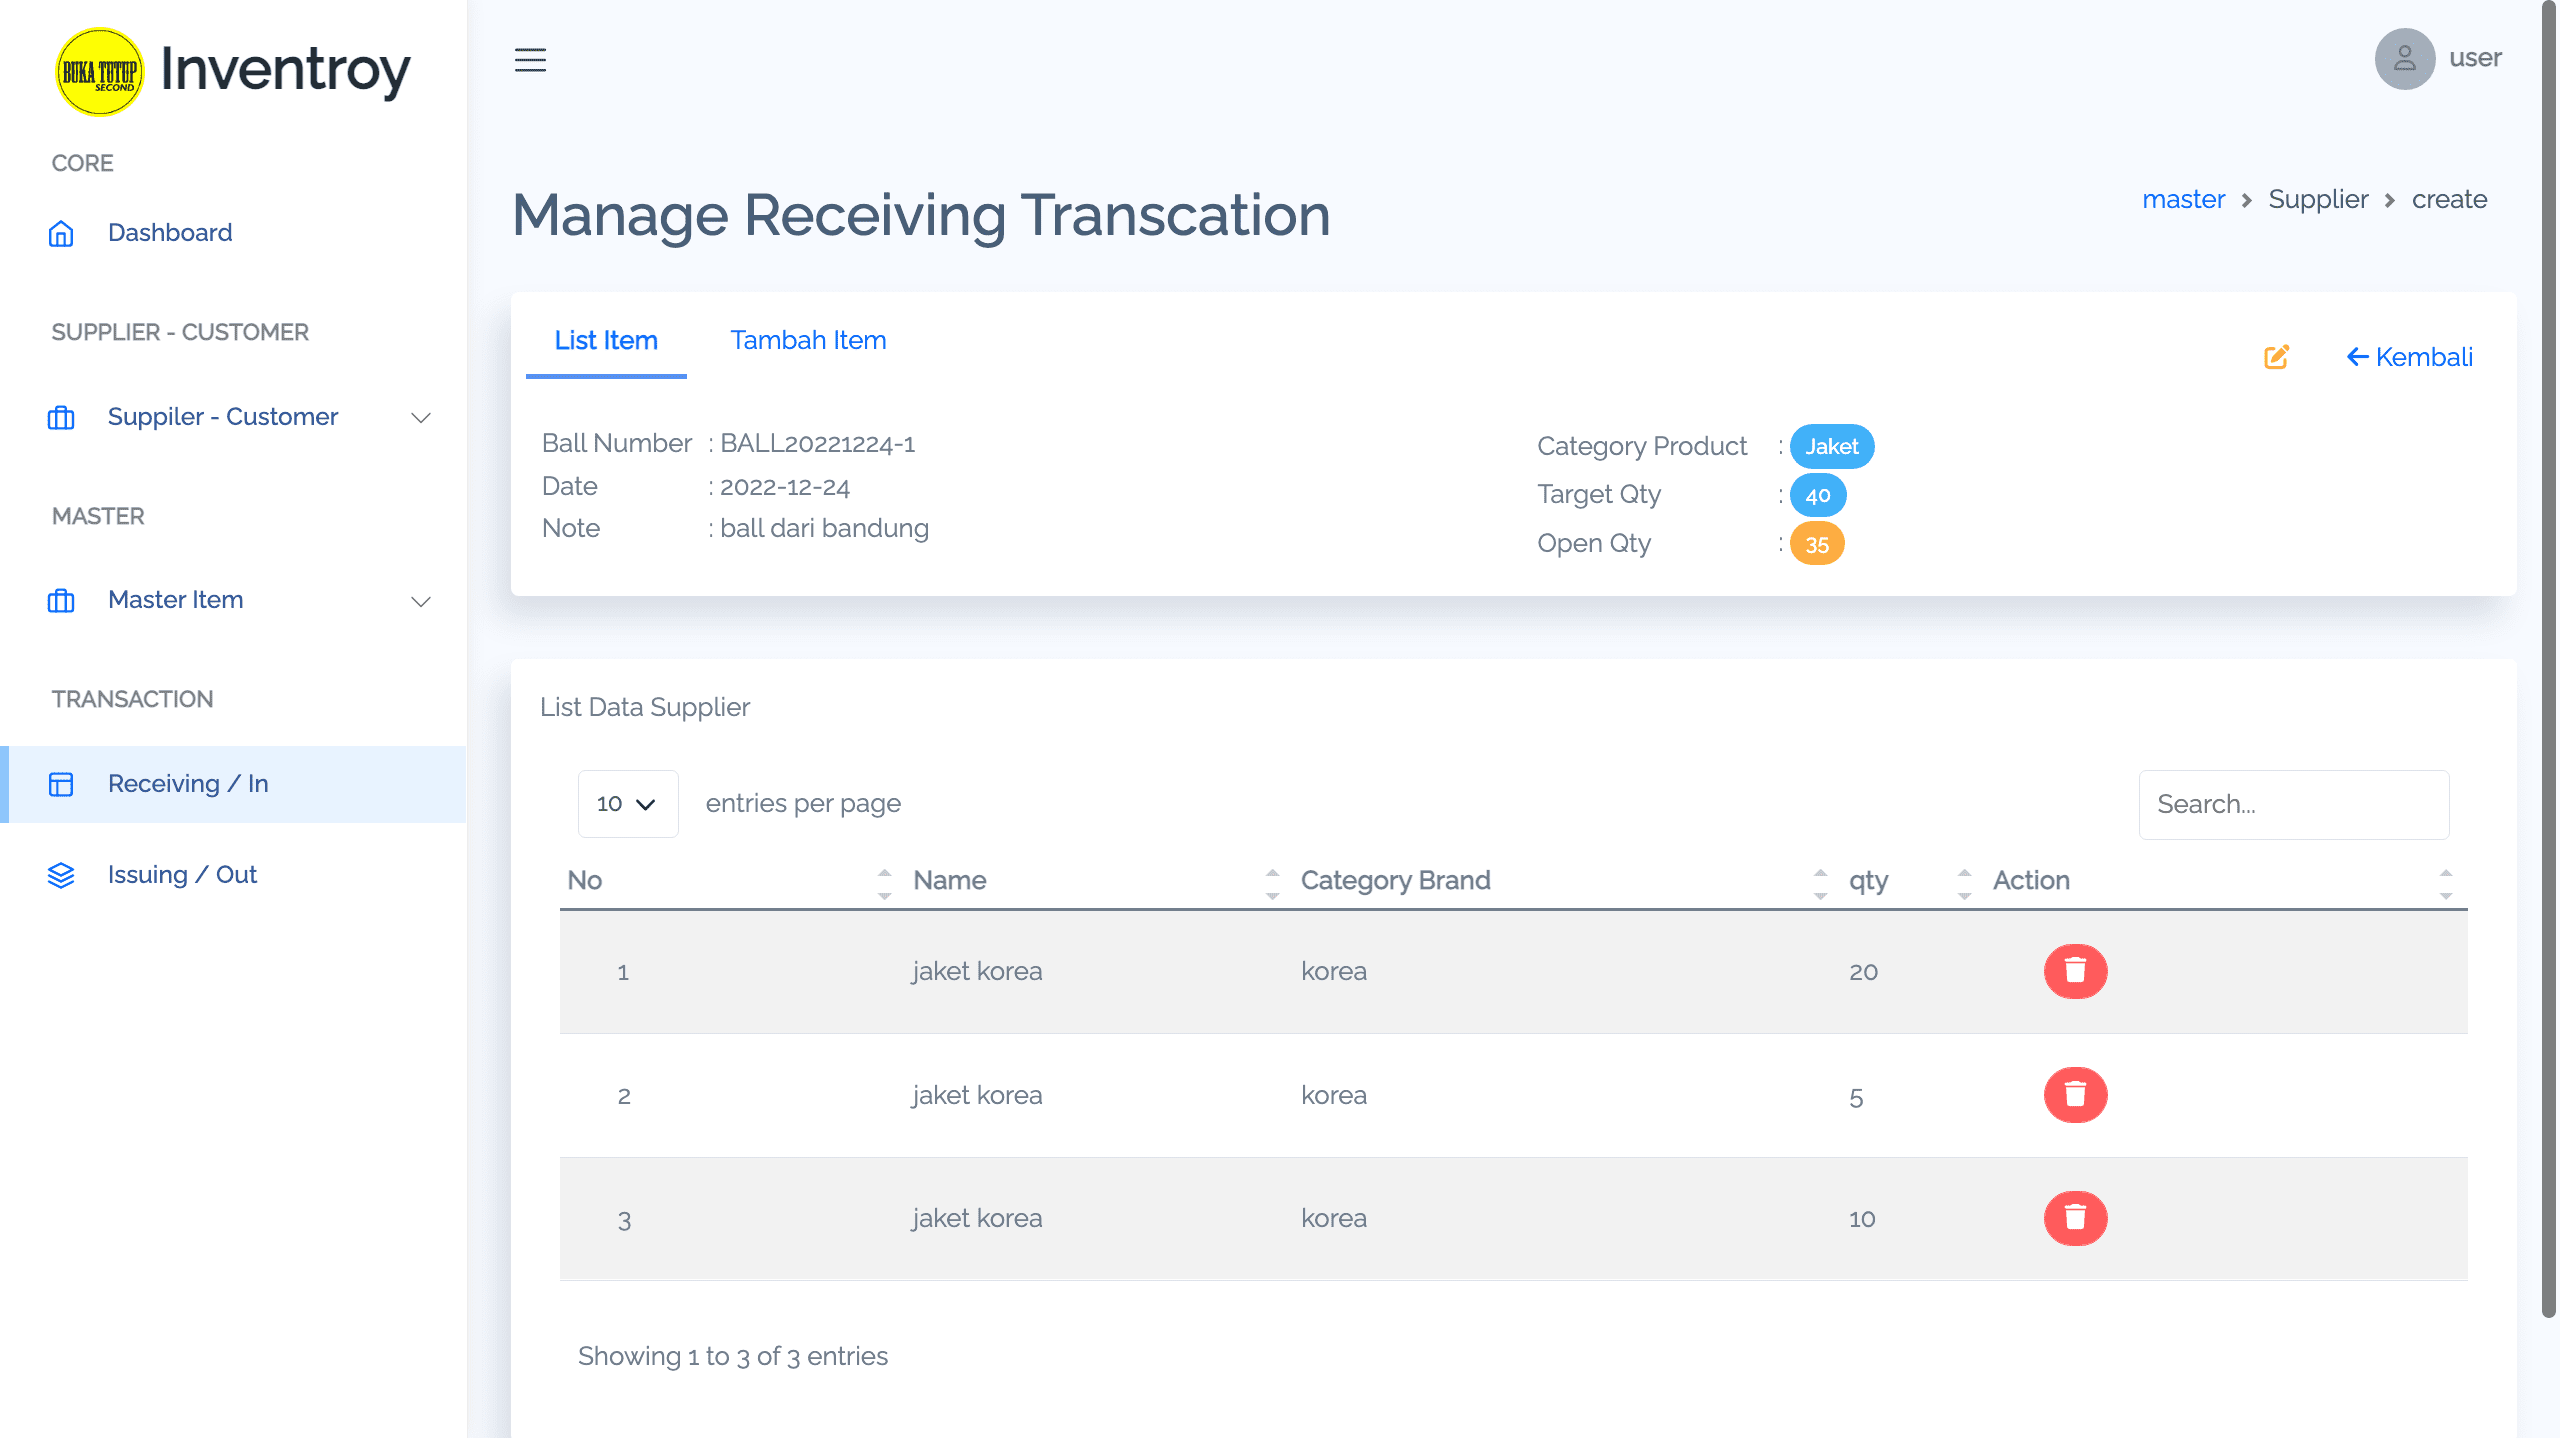 BUKA TUTUP
SECOND
Inventroy
user
CORE
Dashboard
SUPPLIER - CUSTOMER
Suppiler - Customer
MASTER
Master Item
TRANSACTION
Receiving / In
Issuing / Out
Manage Receiving Transcation
master > Supplier > create
List Item
Tambah Item
Kembali
Ball Number : BALL20221224-1
Date : 2022-12-24
Note : ball dari bandung
Category Product : Jaket
Target Qty : 40
Open Qty : 35
List Data Supplier
10 entries per page
Search...
No Name Category Brand qty Action
1 jaket korea korea 20
2 jaket korea korea 5
3 jaket korea korea 10
Showing 1 to 3 of 3 entries